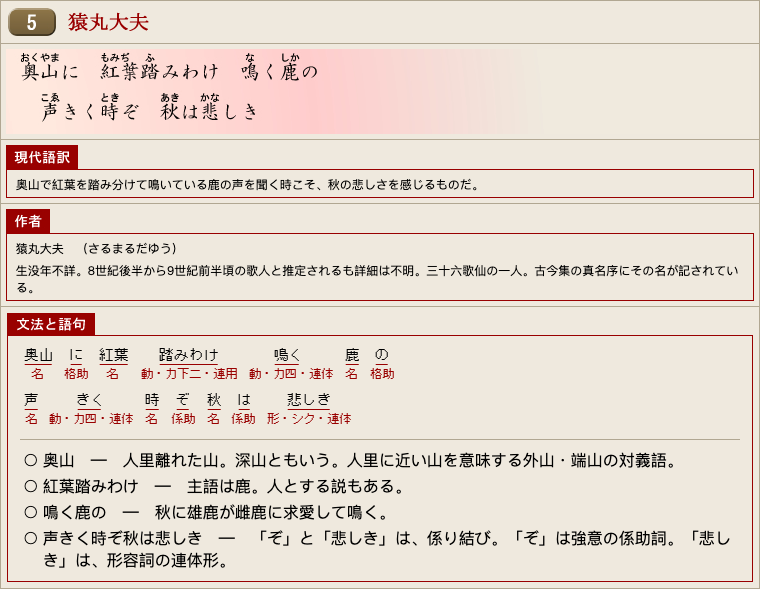 5 猿丸大夫
おくやま もみぢ ふ な しか
奥山に 紅葉踏みわけ 鳴く鹿の
こゑ とき あき かな
声きく時ぞ 秋は悲しき
現代語訳
奥山で紅葉を踏み分けて鳴いている鹿の声を聞く時こそ、秋の悲しさを感じるものだ。
作者
猿丸大夫 (さるまるだゆう)
生没年不詳。8世紀後半から9世紀前半頃の歌人と推定されるも詳細は不明。三十六歌仙の一人。古今集の真名序にその名が記されてい
る。
文法と語句
奥山 に 紅葉 踏みわけ 鳴く 鹿 の
名 格助 名 動・カ下二・連用 動・カ四・連体 名 格助
声 きく 時 ぞ 秋 は 悲しき
名 動・カ四・連体 名 係助 名 係助 形・シク・連体
○ 奥山 ― 人里離れた山。深山ともいう。人里に近い山を意味する外山・端山の対義語。
○ 紅葉踏みわけ ― 主語は鹿。人とする説もある。
○ 鳴く鹿の ― 秋に雄鹿が雌鹿に求愛して鳴く。
○ 声きく時ぞ秋は悲しき ― 「ぞ」と「悲しき」は、係り結び。「ぞ」は強意の係助詞。「悲し
き」は、形容詞の連体形。